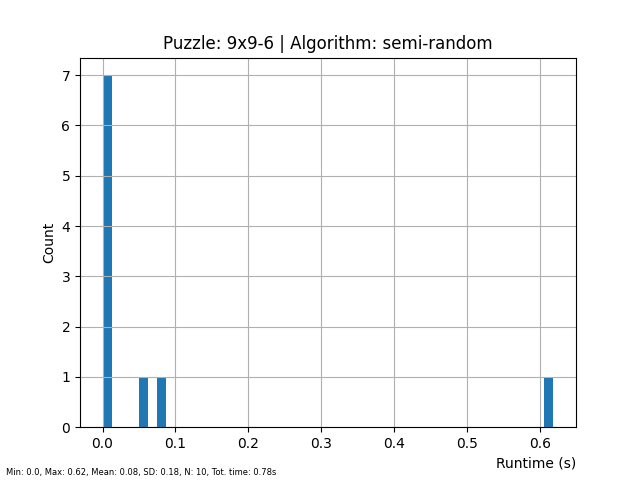 Puzzle: 9x9-6 | Algorithm: semi-random
7
6
5
4
3
2
1
0
Count
0.0 0.1 0.2 0.3 0.4 0.5 0.6
Runtime (s)
Min: 0.0, Max: 0.62, Mean: 0.08, SD: 0.18, N: 10, Tot. time: 0.78s